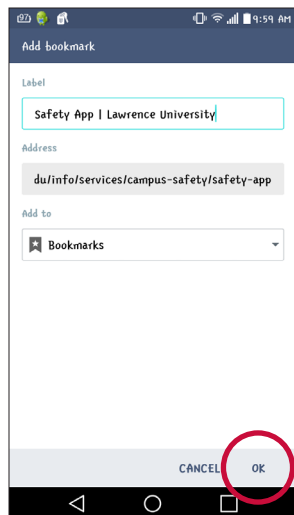 97 9:59 AM
Add bookmark
Label
Safety App | Lawrence University
Address
du/info/services/campus-safety/safety-app
Add to
Bookmarks
CANCEL OK